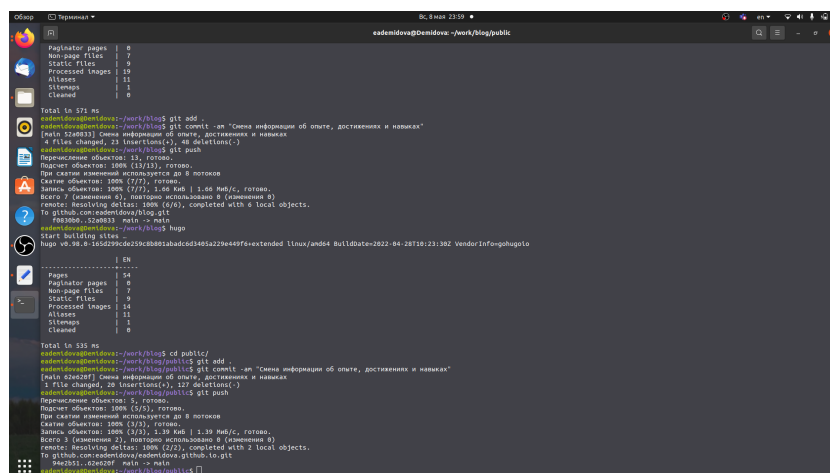 Обзор
Терминал
Вс, 8 мая 23:59
en
eademidova@Demidova: ~/work/blog/public
Paginator pages | 0
Non-page files | 7
Static files | 9
Processed images | 19
Aliases | 11
Sitemaps | 1
Cleaned | 0
Total in 571 ms
eademidova@Demidova:~/work/blog$ git add .
eademidova@Demidova:~/work/blog$ git commit -am "Смена информации об опыте, достижениях и навыках"
[main 52a0833] Смена информации об опыте, достижениях и навыках
4 files changed, 23 insertions(+), 48 deletions(-)
eademidova@Demidova:~/work/blog$ git push
Перечисление объектов: 13, готово.
Подсчет объектов: 100% (13/13), готово.
При сжатии изменений используется до 8 потоков
Сжатие объектов: 100% (7/7), готово.
Запись объектов: 100% (7/7), 1.66 КиБ | 1.66 МиБ/с, готово.
Всего 7 (изменения 6), повторно использовано 0 (изменения 0)
remote: Resolving deltas: 100% (6/6), completed with 6 local objects.
To github.com:eademidova/blog.git
f0830b0..52a0833 main -> main
eademidova@Demidova:~/work/blog$ hugo
Start building sites …
hugo v0.98.0-165d299cde259c8b801abadc6d3405a229e449f6+extended linux/amd64 BuildDate=2022-04-28T10:23:30Z VendorInfo=gohugoio
| EN
-------------------+-----
Pages | 54
Paginator pages | 0
Non-page files | 7
Static files | 9
Processed images | 14
Aliases | 11
Sitemaps | 1
Cleaned | 0
Total in 535 ms
eademidova@Demidova:~/work/blog$ cd public/
eademidova@Demidova:~/work/blog/public$ git add .
eademidova@Demidova:~/work/blog/public$ git commit -am "Смена информации об опыте, достижениях и навыках"
[main 62e620f] Смена информации об опыте, достижениях и навыках
1 file changed, 20 insertions(+), 127 deletions(-)
eademidova@Demidova:~/work/blog/public$ git push
Перечисление объектов: 5, готово.
Подсчет объектов: 100% (5/5), готово.
При сжатии изменений используется до 8 потоков
Сжатие объектов: 100% (3/3), готово.
Запись объектов: 100% (3/3), 1.39 КиБ | 1.39 МиБ/с, готово.
Всего 3 (изменения 2), повторно использовано 0 (изменения 0)
remote: Resolving deltas: 100% (2/2), completed with 2 local objects.
To github.com:eademidova/eademidova.github.io.git
94e2b51..62e620f main -> main
eademidova@Demidova:~/work/blog/public$